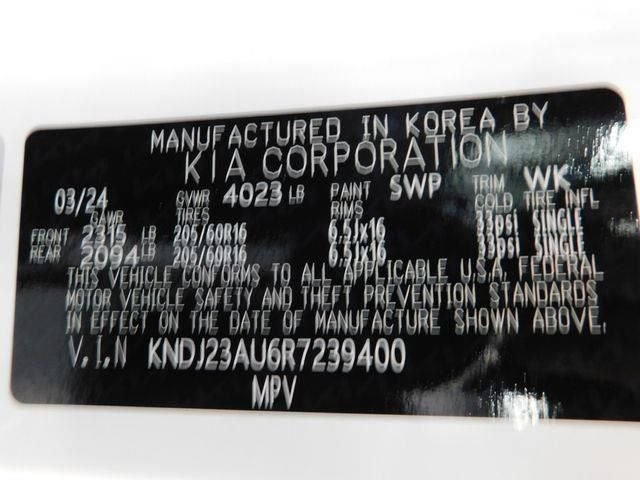 MANUFACTURED IN KOREA BY
KIA CORPORATION
03/24 GVWR 4023 LB PAINT SWP TRIM WK
GAWR TIRES RIMS COLD TIRE INFL
FRONT 2315 LB 205/60R16 6.5Jx16 33psi SINGLE
REAR 2094 LB 205/60R16 6.5Jx16 33psi SINGLE
THIS VEHICLE CONFORMS TO ALL APPLICABLE U.S.A. FEDERAL
MOTOR VEHICLE SAFETY AND THEFT PREVENTION STANDARDS
IN EFFECT ON THE DATE OF MANUFACTURE SHOWN ABOVE.
V.I.N KNDJ23AU6R7239400
MPV